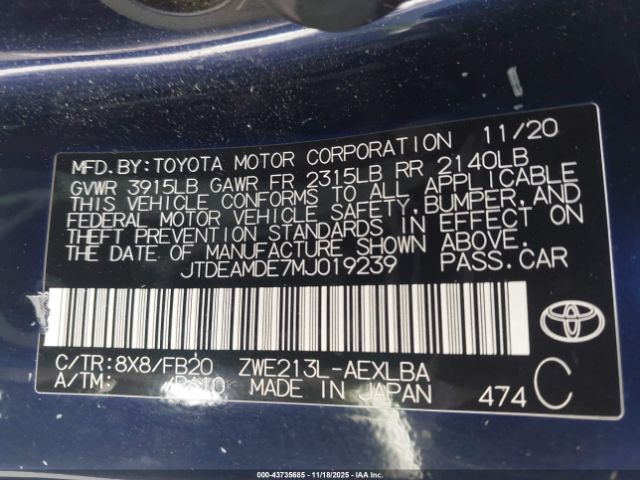 MFD.BY:TOYOTA MOTOR CORPORATION 11/20
GVWR 3915LB GAWR FR 2315LB RR 2140LB
THIS VEHICLE CONFORMS TO ALL APPLICABLE
FEDERAL MOTOR VEHICLE SAFETY,BUMPER,AND
THEFT PREVENTION STANDARDS IN EFFECT ON
THE DATE OF MANUFACTURE SHOWN ABOVE.
JTDEAMDE7MJ019239 PASS.CAR
C/TR:8X8/FB20 ZWE213L-AEXLBA
A/TM: MADE IN JAPAN 474 C
TOYOTA
00-43735685 - 11/18/2025 - IAA Inc.